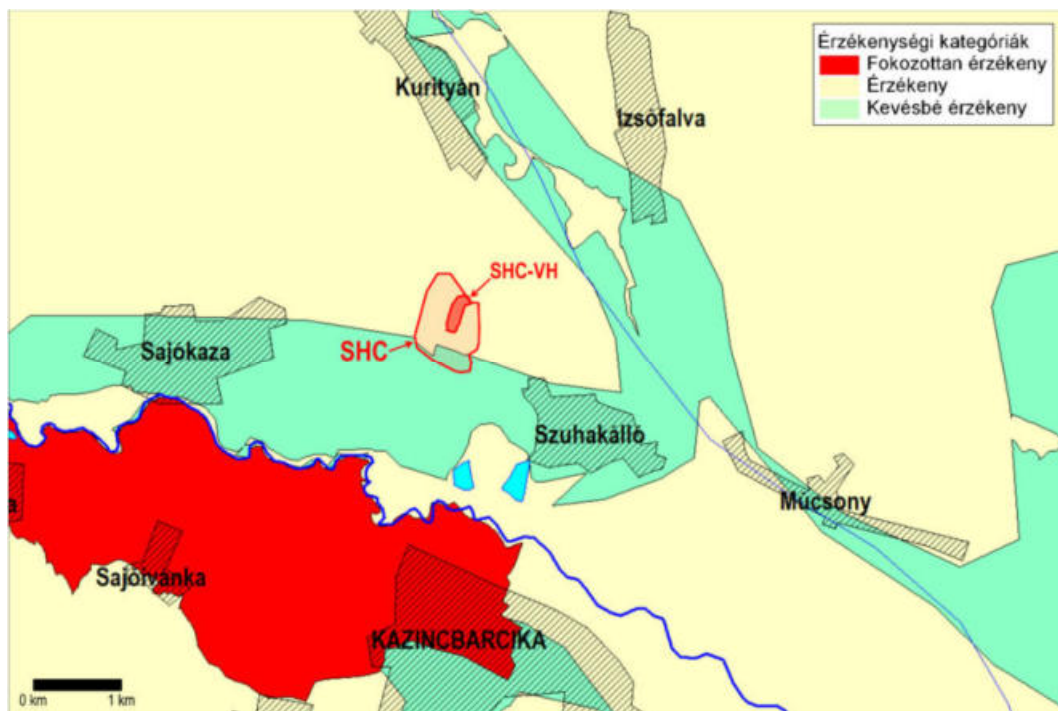 Érzékenységi kategóriák
Fokozottan érzékeny
Érzékeny
Kevésbé érzékeny
Kurityán
Izsófalva
SHC-VH
SHC
Sajókaza
Szuhakálló
Múcsony
a
Sajóivánka
KAZINCBARCIKA
0 km 1 km